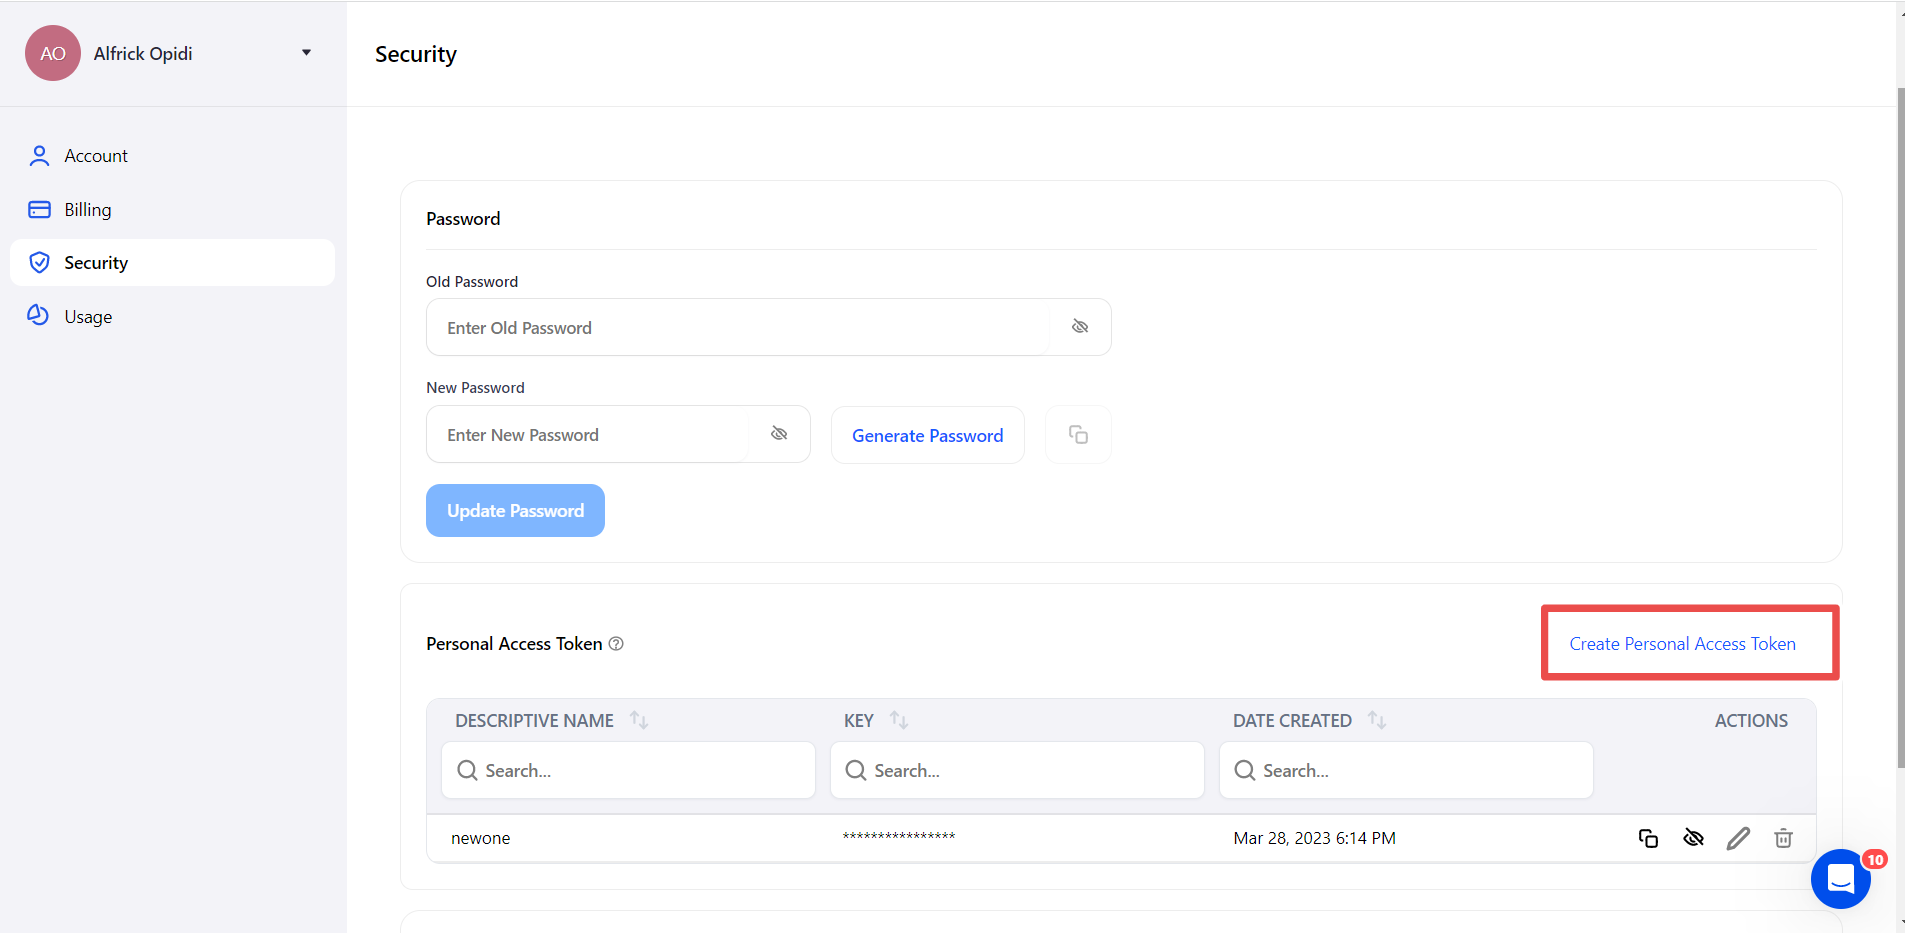 AO
Alfrick Opidi
Security
Account
Billing
Security
Usage
Password
Old Password
Enter Old Password
New Password
Enter New Password
Generate Password
Update Password
Personal Access Token ?
Create Personal Access Token
DESCRIPTIVE NAME KEY DATE CREATED ACTIONS
Search... Search... Search...
newone **************** Mar 28, 2023 6:14 PM
10